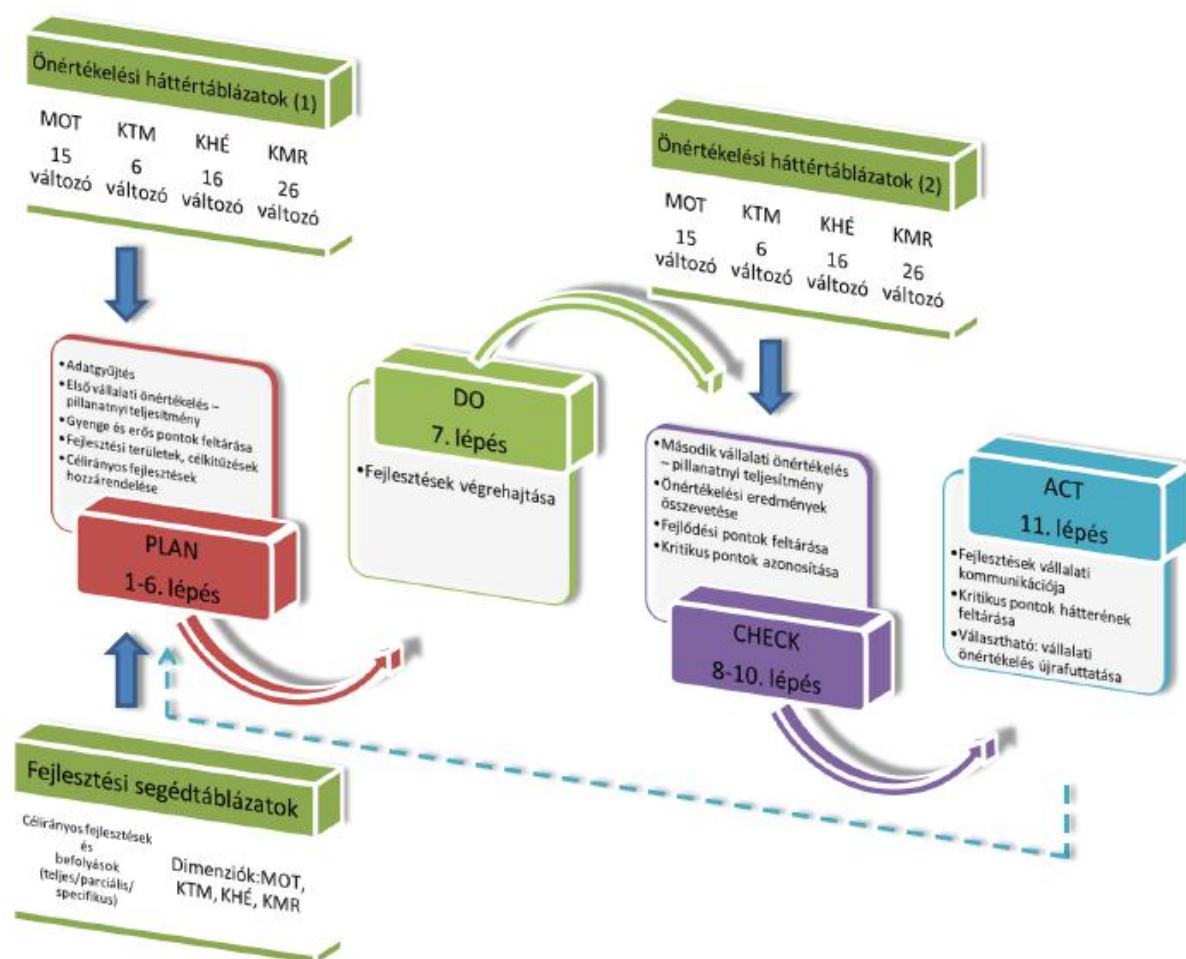 Önértékelési háttértáblázatok (1)
MOT
15
változó
KTM
6
változó
KHÉ
16
változó
KMR
26
változó
Önértékelési háttértáblázatok (2)
MOT
15
változó
KTM
6
változó
KHÉ
16
változó
KMR
26
változó
•Adatgyűjtés
•Első vállalati önértékelés –
pillanatnyi teljesítmény
•Gyenge és erős pontok feltárása
•Fejlesztési területek, célkitűzések
•Célirányos fejlesztések
hozzárendelése
PLAN
1-6. lépés
DO
7. lépés
•Fejlesztések végrehajtása
•Második vállalati önértékelés
– pillanatnyi teljesítmény
•Önértékelési eredmények
összevetése
•Fejlődési pontok feltárása
•Kritikus pontok azonosítása
CHECK
8-10. lépés
ACT
11. lépés
•Fejlesztések vállalati
kommunikációja
•Kritikus pontok hátterének
feltárása
•Választható: vállalati
önértékelés újrafuttatása
Fejlesztési segédtáblázatok
Célirányos fejlesztések
és
befolyások
(teljes/parciális/
specifikus)
Dimenziók:MOT,
KTM, KHÉ, KMR